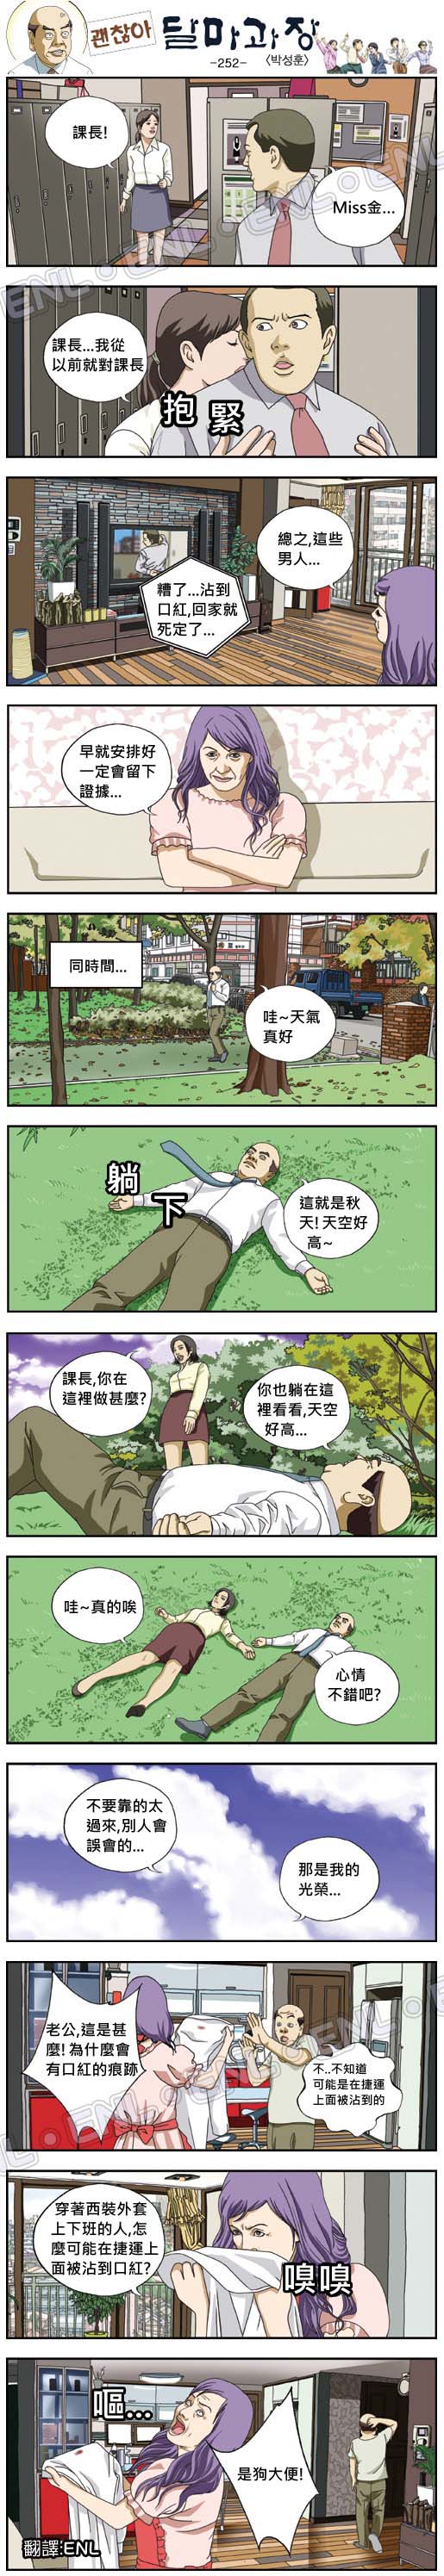 괜찮아
달마과장
-252-
<박성훈>
課長!
Miss金...
課長...我從
以前就對課長
抱緊
總之,這些
男人...
糟了...沾到
口紅,回家就
死定了...
早就安排好
一定會留下
證據...
同時間...
哇~天氣
真好
躺下
這就是秋
天! 天空好
高~
課長,你在
這裡做甚麼?
你也躺在這
裡看看,天空
好高...
哇~真的唉
心情
不錯吧?
不要靠的太
過來,別人會
誤會的...
那是我的
光榮...
老公,這是甚
麼! 為什麼會
有口紅的痕跡
不..不知道
可能是在捷運
上面被沾到的
穿著西裝外套
上下班的人,怎
麼可能在捷運上
面被沾到口紅?
嗅嗅
嘔...
是狗大便!
翻譯:ENL